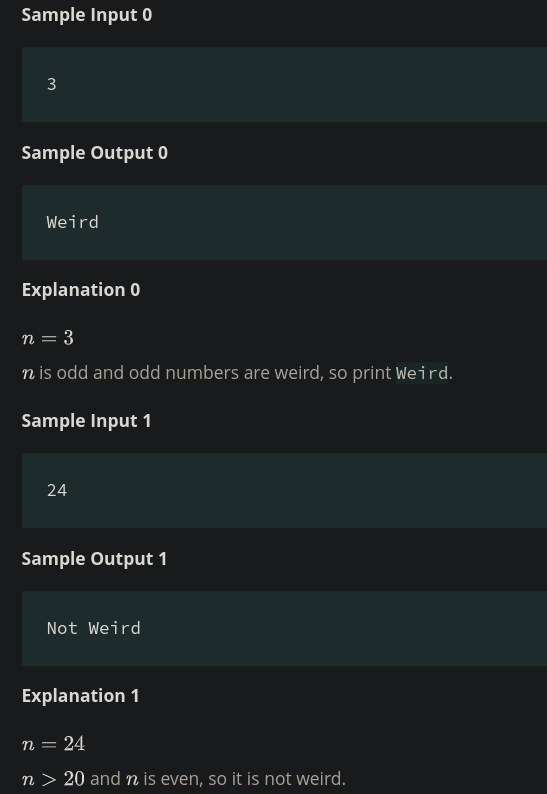 Sample Input 0
3
Sample Output 0
Weird
Explanation 0
n = 3
n is odd and odd numbers are weird, so print Weird.
Sample Input 1
24
Sample Output 1
Not Weird
Explanation 1
n = 24
n > 20 and n is even, so it is not weird.